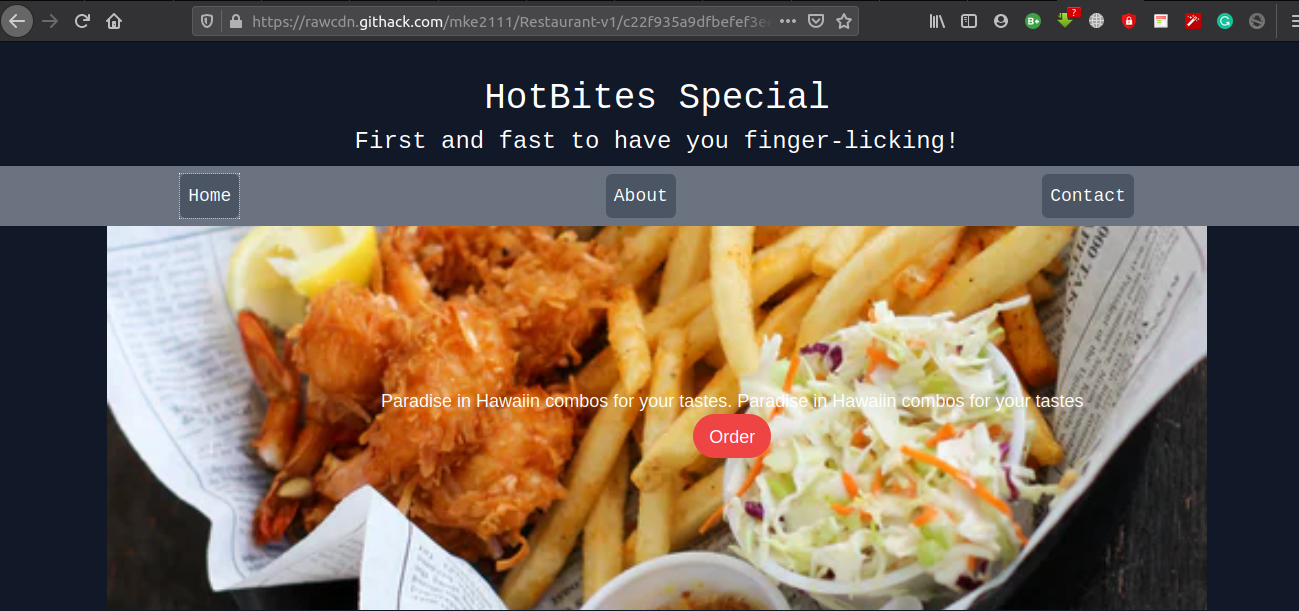 https://rawcdn.githack.com/mke2111/Restaurant-v1/c22f935a9dfbefef3e
HotBites Special
First and fast to have you finger-licking!
Home About Contact
Paradise in Hawaiin combos for your tastes. Paradise in Hawaiin combos for your tastes
Order